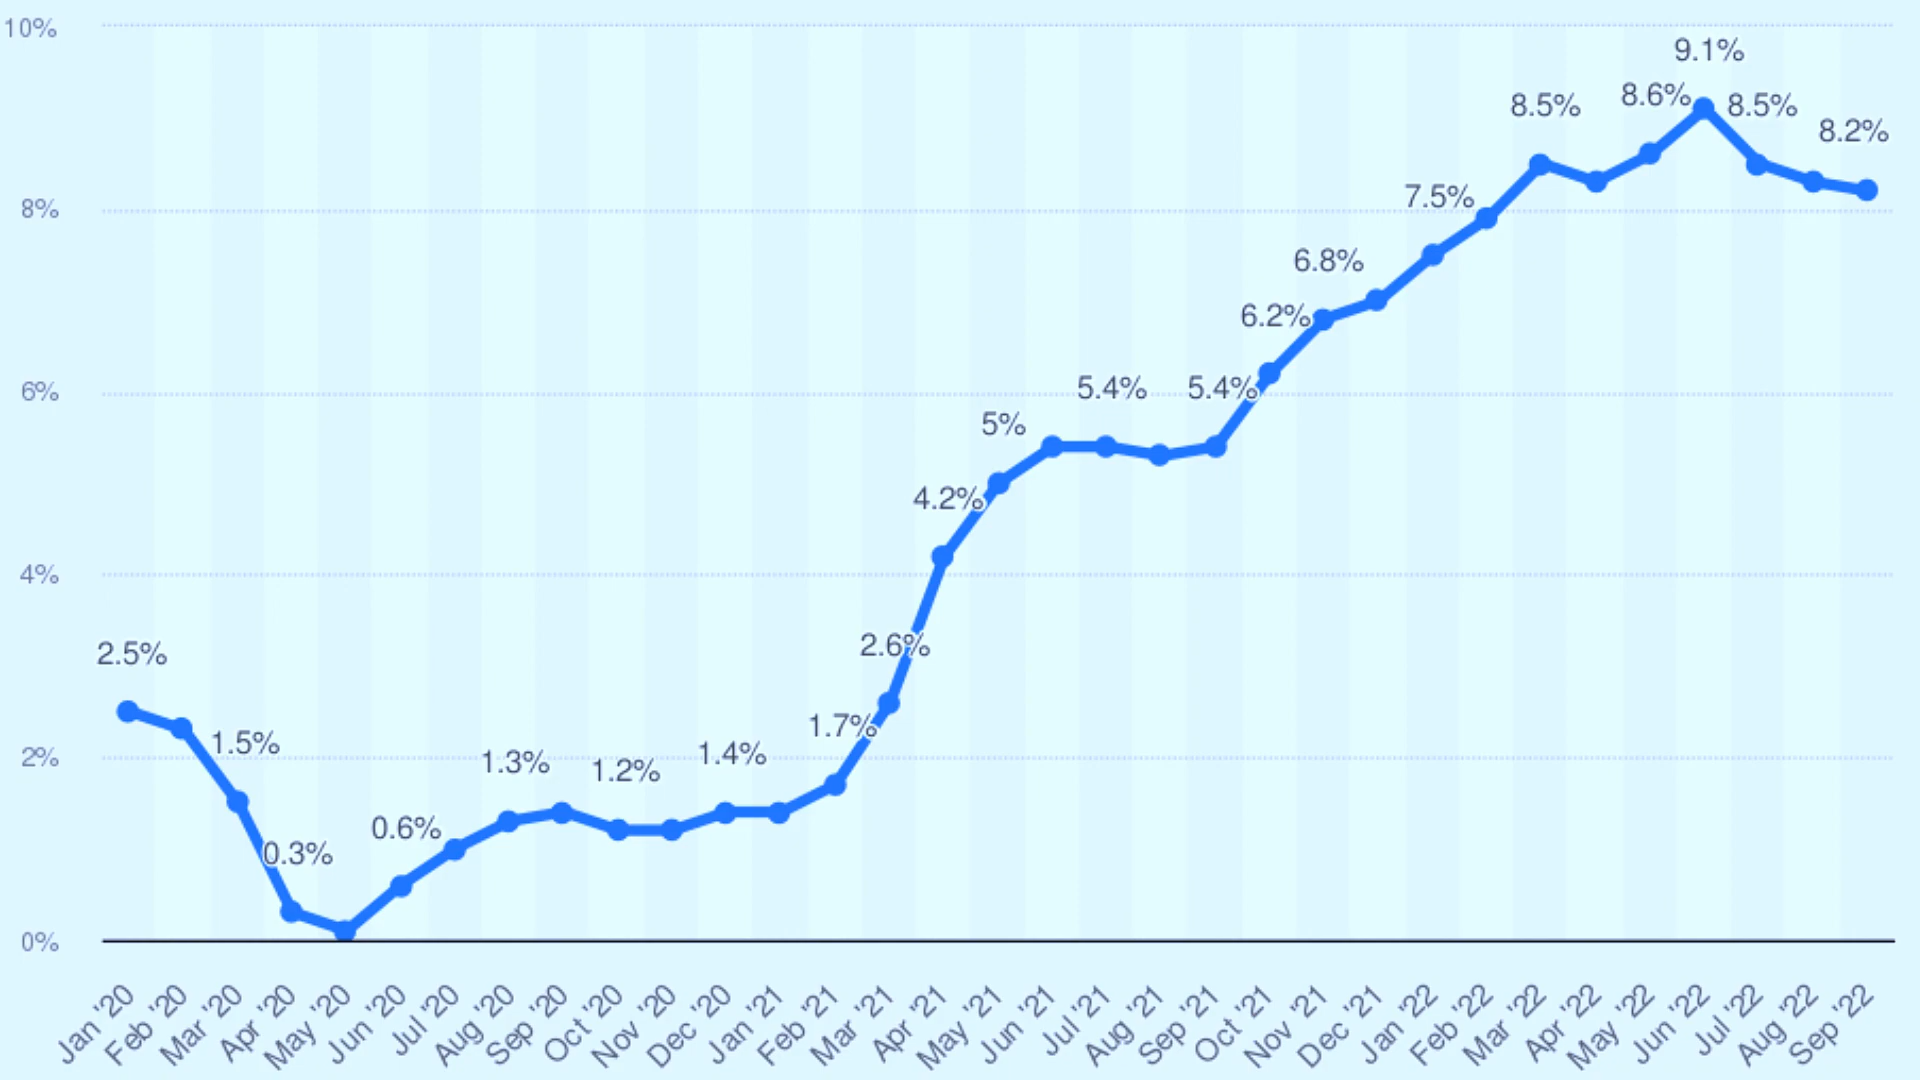 10%
8%
6%
4%
2%
0%
2.5%
1.5%
0.3%
0.6%
1.3%
1.2%
1.4%
1.7%
2.6%
4.2%
5%
5.4%
5.4%
6.2%
6.8%
7.5%
8.5%
8.6%
9.1%
8.5%
8.2%
Jan '20
Feb '20
Mar '20
Apr '20
May '20
Jun '20
Jul '20
Aug '20
Sep '20
Oct '20
Nov '20
Dec '20
Jan '21
Feb '21
Mar '21
Apr '21
May '21
Jun '21
Jul '21
Aug '21
Sep '21
Oct '21
Nov '21
Dec '21
Jan '22
Feb '22
Mar '22
Apr '22
May '22
Jun '22
Jul '22
Aug '22
Sep '22